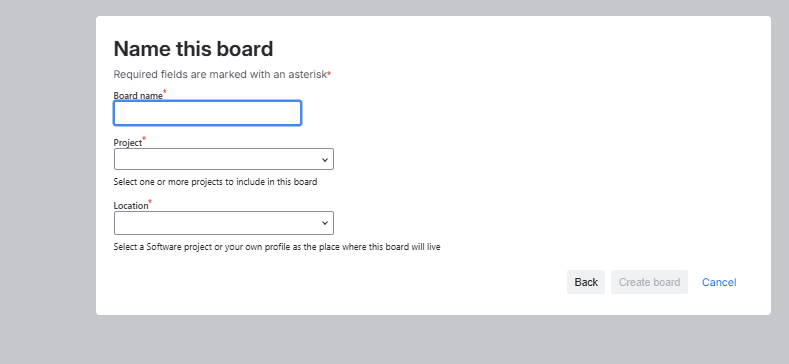 Name this board
Required fields are marked with an asterisk*
Board name*
Project*
Select one or more projects to include in this board
Location*
Select a Software project or your own profile as the place where this board will live
Back Create board Cancel